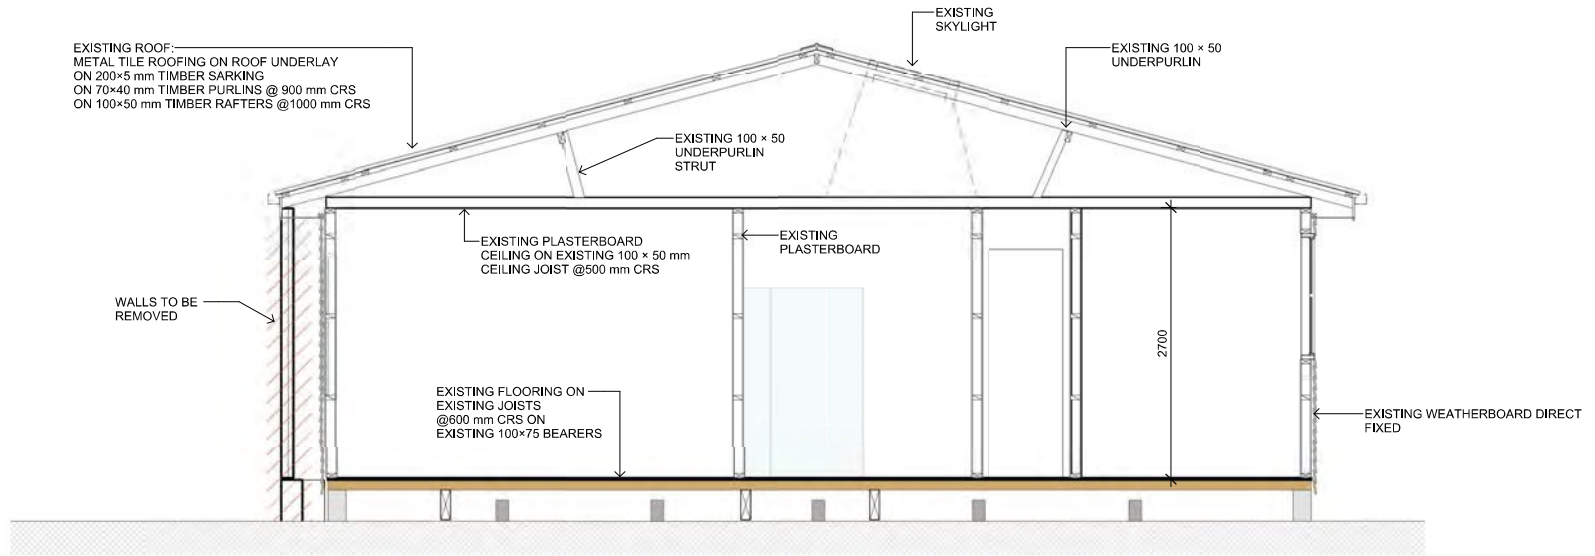 EXISTING
SKYLIGHT
EXISTING ROOF:
METAL TILE ROOFING ON ROOF UNDERLAY
ON 200×5 mm TIMBER SARKING
ON 70×40 mm TIMBER PURLINS @ 900 mm CRS
ON 100×50 mm TIMBER RAFTERS @1000 mm CRS
EXISTING 100 × 50
UNDERPURLIN
EXISTING 100 × 50
UNDERPURLIN
STRUT
EXISTING PLASTERBOARD
CEILING ON EXISTING 100 × 50 mm
CEILING JOIST @500 mm CRS
EXISTING
PLASTERBOARD
WALLS TO BE
REMOVED
2700
EXISTING FLOORING ON
EXISTING JOISTS
@600 mm CRS ON
EXISTING 100×75 BEARERS
EXISTING WEATHERBOARD DIRECT
FIXED